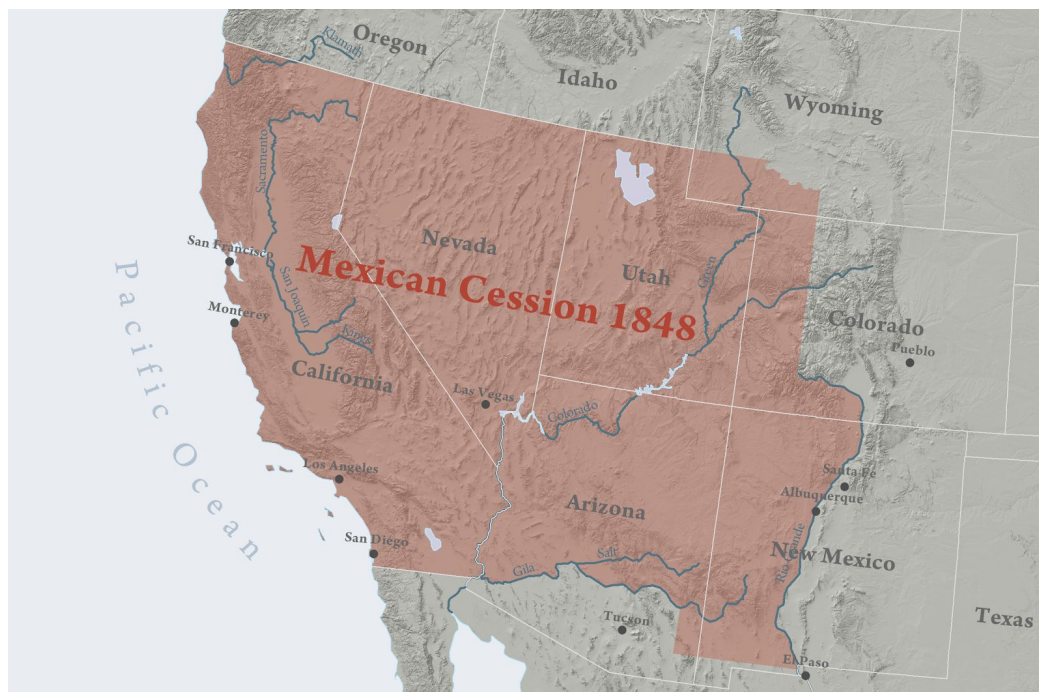 Oregon
Klamath
Idaho
Wyoming
Sacramento
San Francisco
Nevada
Utah
Green
Mexican Cession 1848
Pacific Ocean
San Joaquin
Monterey
Kings
Colorado
Pueblo
California
Las Vegas
Colorado
Los Angeles
Santa Fe
Albuquerque
Arizona
San Diego
Salt
Gila
Rio Grande
New Mexico
Tucson
Texas
El Paso